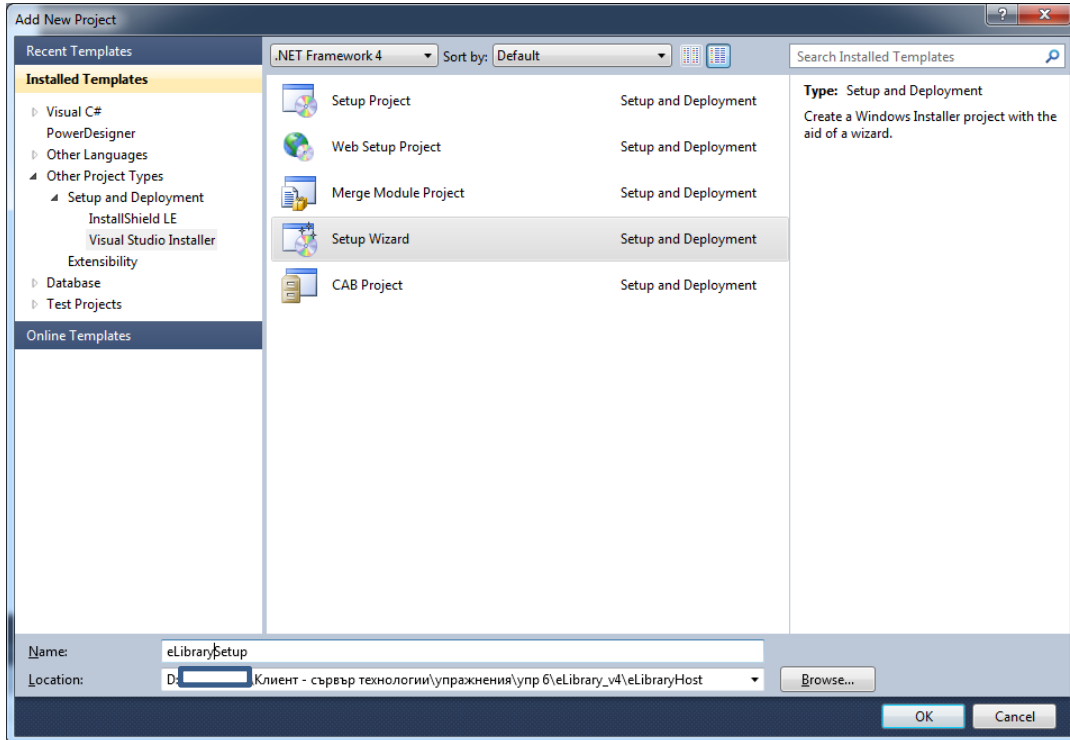 Add New Project
Recent Templates
Installed Templates
Visual C#
PowerDesigner
Other Languages
Other Project Types
Setup and Deployment
InstallShield LE
Visual Studio Installer
Extensibility
Database
Test Projects
Online Templates
.NET Framework 4 Sort by: Default
Setup Project Setup and Deployment
Web Setup Project Setup and Deployment
Merge Module Project Setup and Deployment
Setup Wizard Setup and Deployment
CAB Project Setup and Deployment
Search Installed Templates
Type: Setup and Deployment
Create a Windows Installer project with the
aid of a wizard.
Name: eLibrarySetup
Location: D: \Клиент - сървър технологии\упражнения\упр 6\eLibrary_v4\eLibraryHost Browse...
OK Cancel